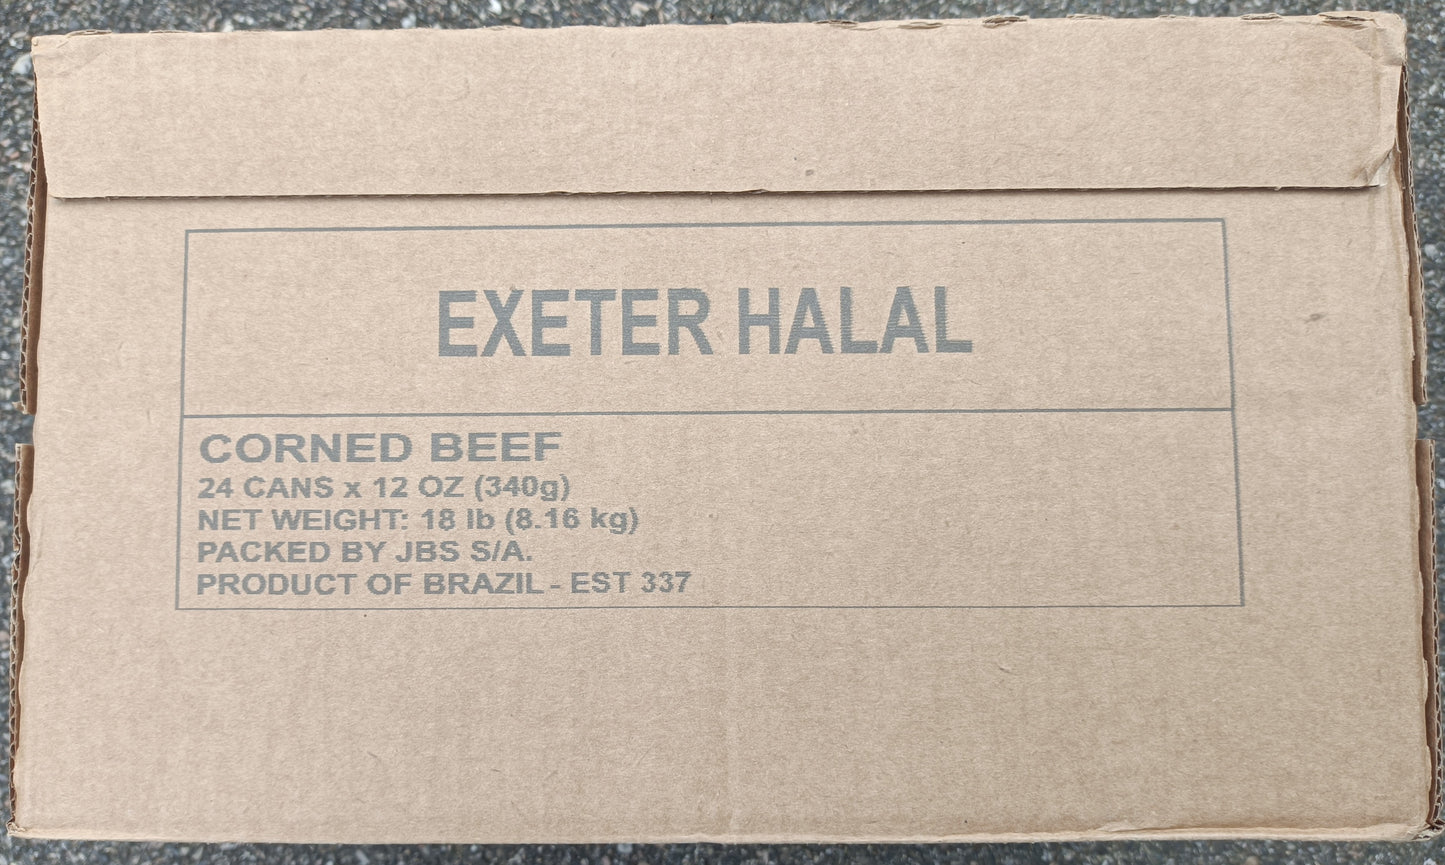 EXETER HALAL
CORNED BEEF
24 CANS x 12 OZ (340g)
NET WEIGHT: 18 lb (8.16 kg)
PACKED BY JBS S/A.
PRODUCT OF BRAZIL - EST 337